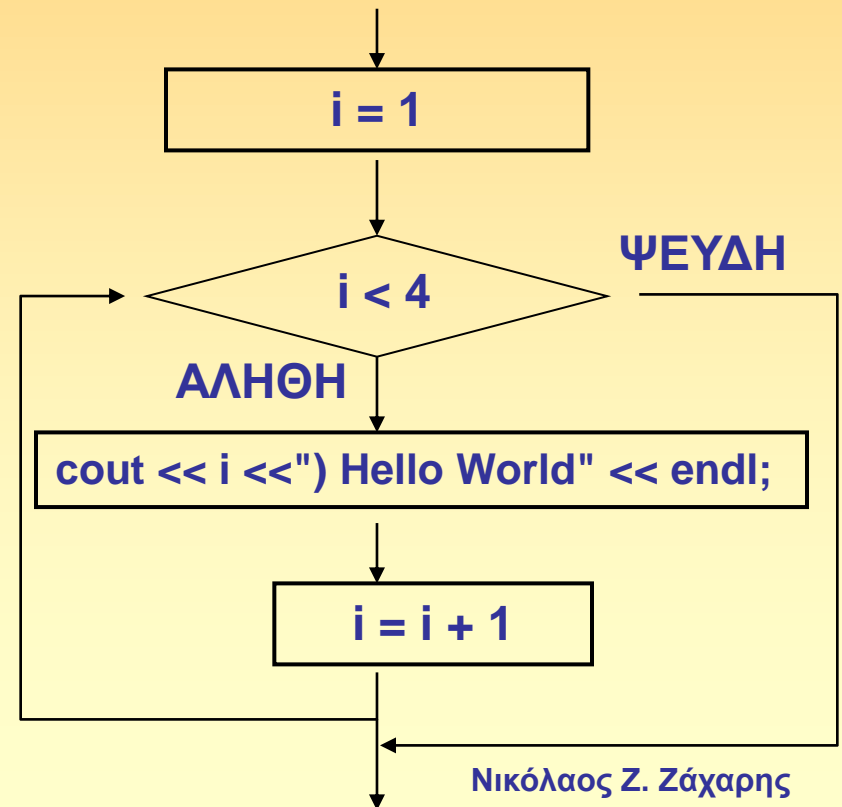 i = 1
i < 4
ΨΕΥΔΗ
ΑΛΗΘΗ
cout << i <<") Hello World" << endl;
i = i + 1
Νικόλαος Ζ. Ζάχαρης